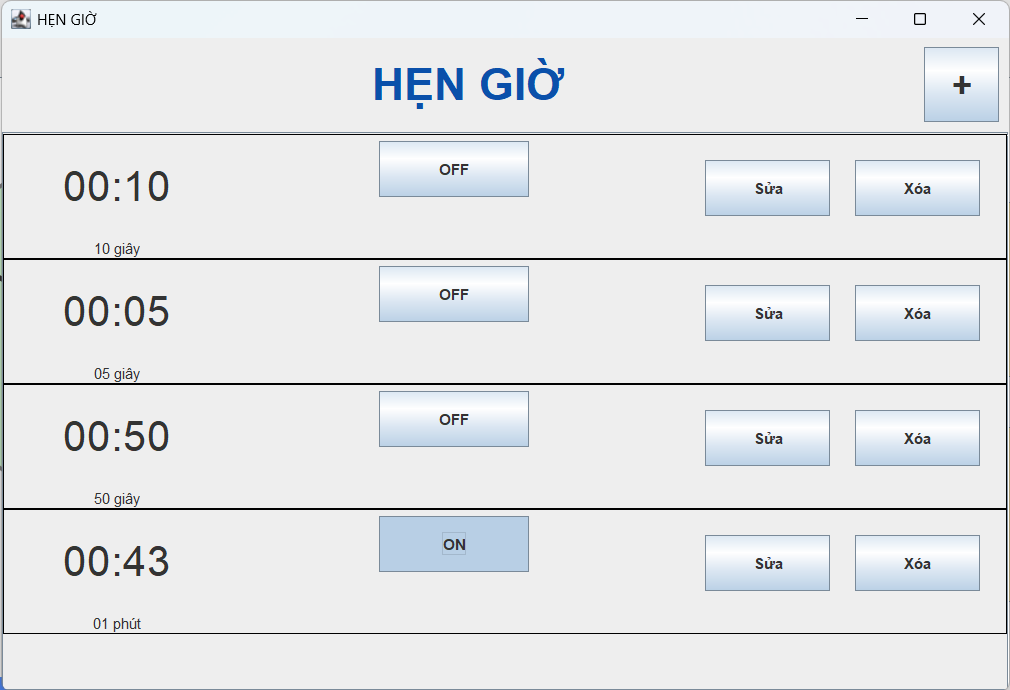 HẸN GIỜ
HẸN GIỜ
+
00:10
OFF
Sửa
Xóa
10 giây
00:05
OFF
Sửa
Xóa
05 giây
00:50
OFF
Sửa
Xóa
50 giây
00:43
ON
Sửa
Xóa
01 phút